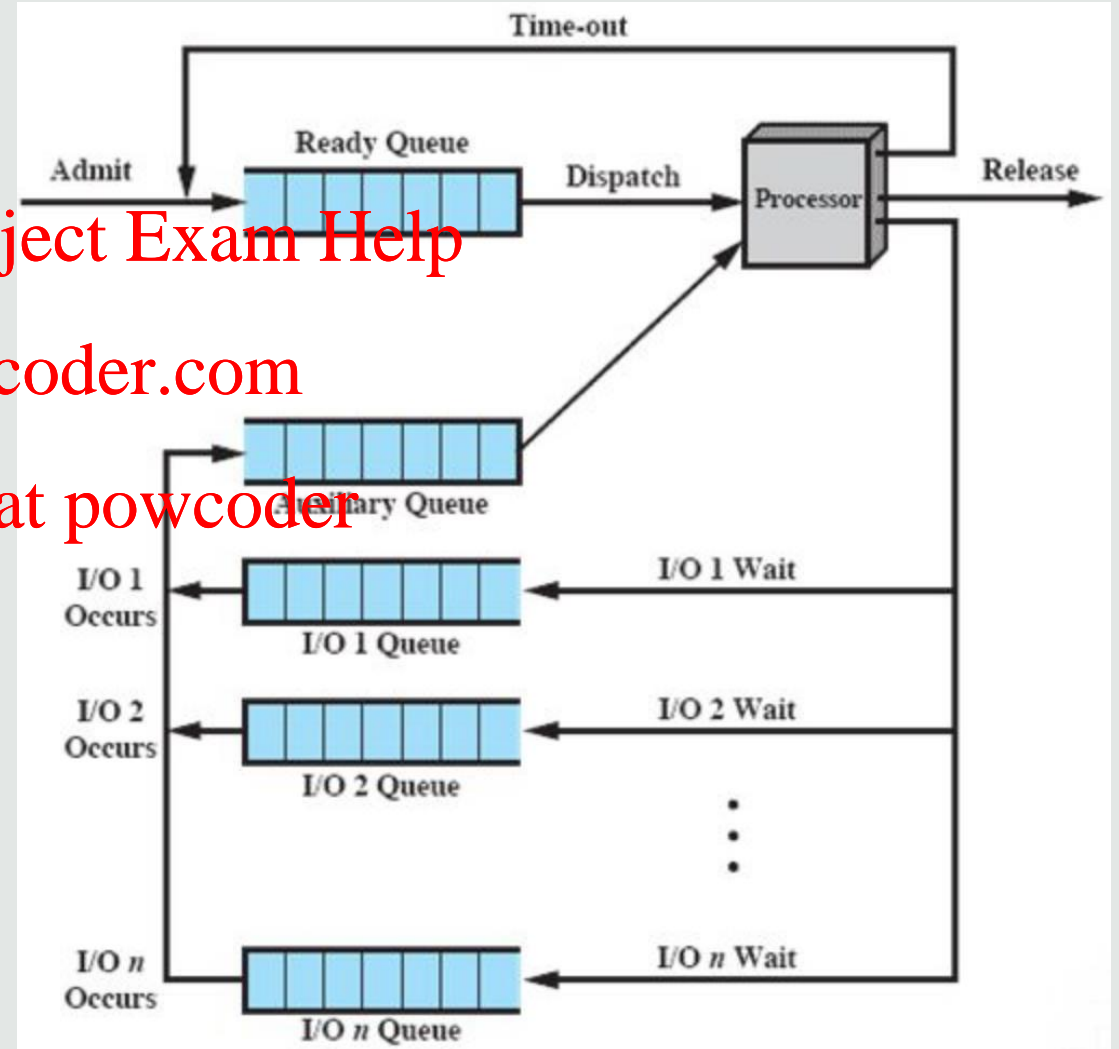 Time-out
Ready Queue
Admit
Dispatch
Release
Processor
ject Exam Help
coder.com
Auxiliary Queue
at powcoder
I/O 1
Occurs
I/O 1 Wait
I/O 1 Queue
I/O 2
Occurs
I/O 2 Wait
I/O 2 Queue
I/O n
Occurs
I/O n Wait
I/O n Queue